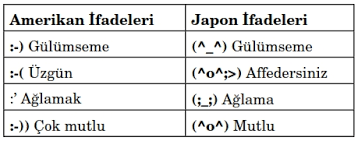 Amerikan İfadeleri Japon İfadeleri
:-) Gülümseme (^_^) Gülümseme
:-( Üzgün (^o^;>) Affedersiniz
:’ Ağlamak (;_;) Ağlama
:-)) Çok mutlu (^o^) Mutlu